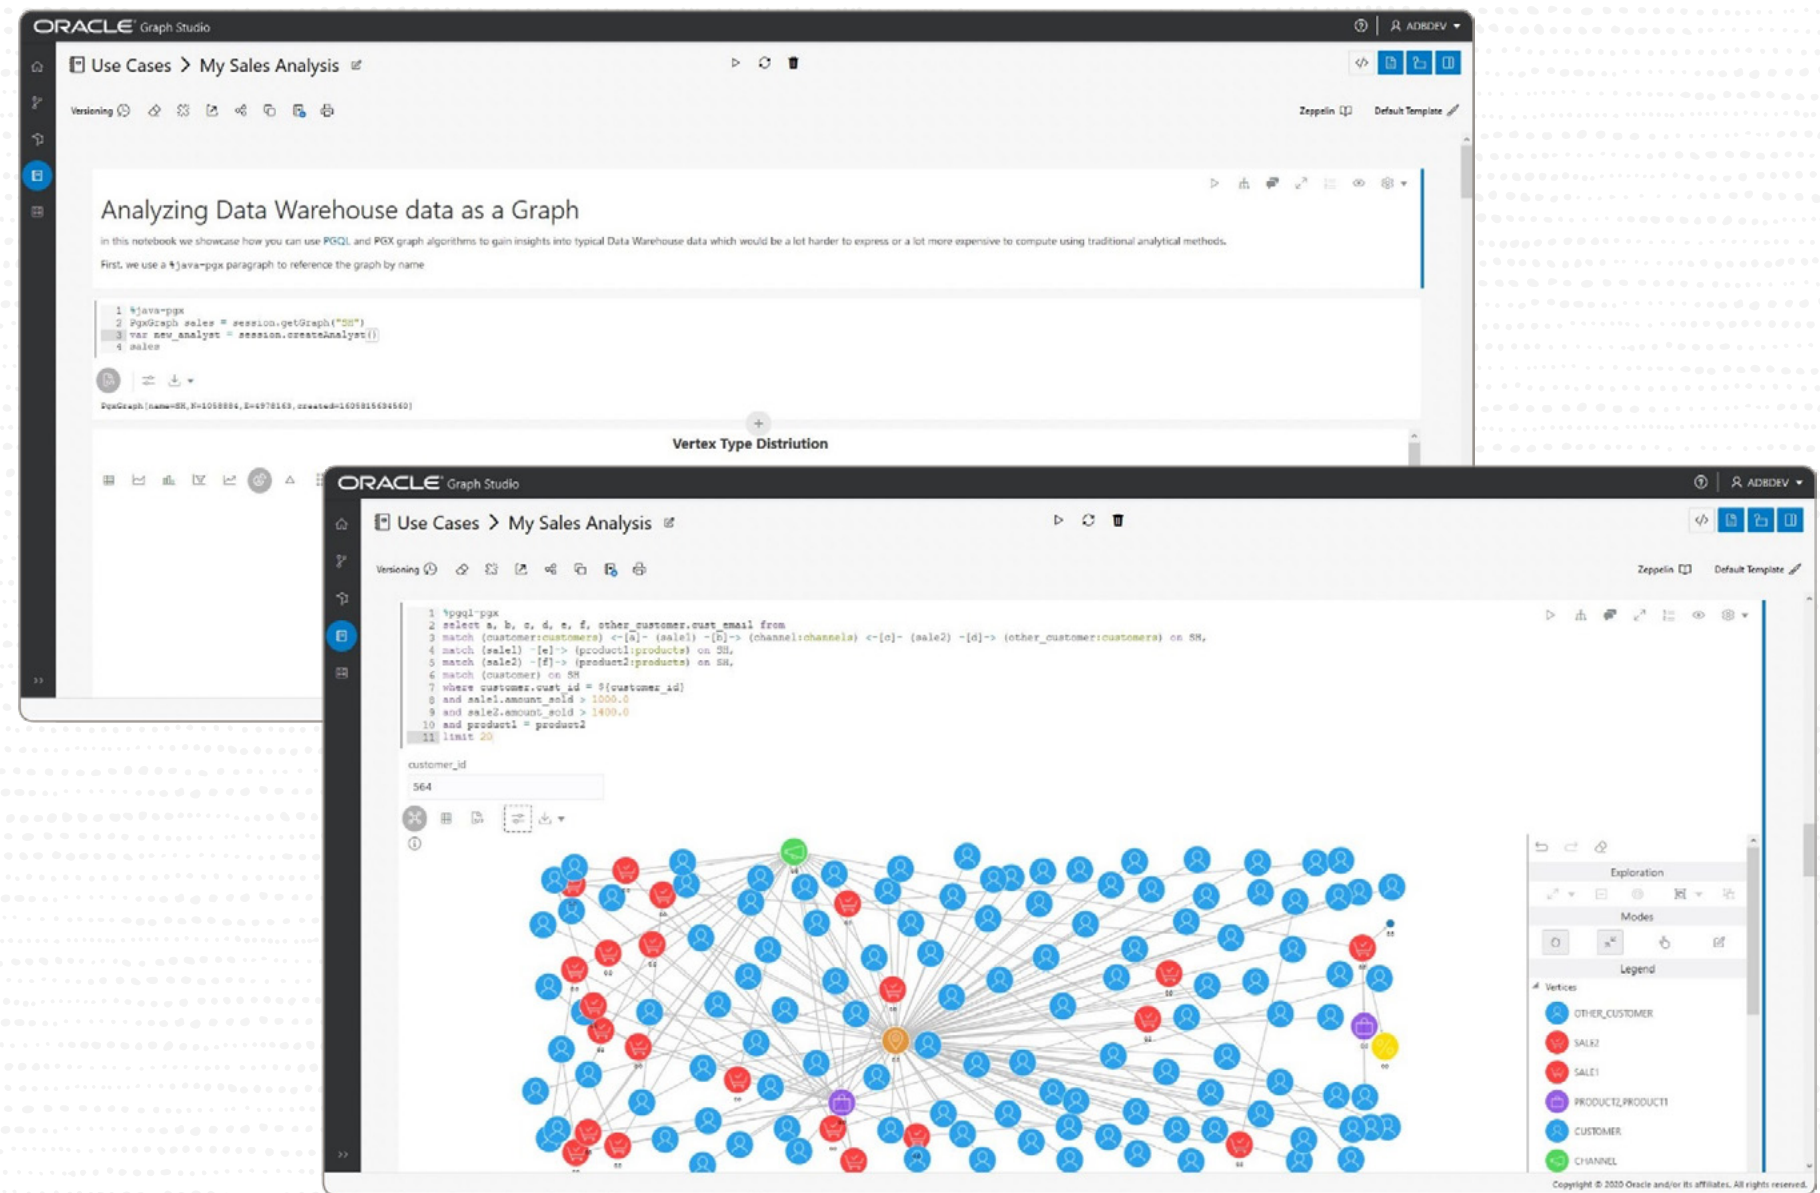 ORACLE Graph Studio
ADBDEV
Use Cases > My Sales Analysis
Versioning
Zeppelin
Default Template
Analyzing Data Warehouse data as a Graph
in this notebook we showcase how you can use PGQL and PGX graph algorithms to gain insights into typical Data Warehouse data which would be a lot harder to express or a lot more expensive to compute using traditional analytical methods.
First, we use a %java-pgx paragraph to reference the graph by name
1 %java-pgx
2 PgxGraph sales = session.getGraph("SH")
3 var new_analyst = session.createAnalyst()
4 sales
PgxGraph[name=SH,N=1058884,E=4978163,created=1605815694560]
Vertex Type Distriution
ORACLE Graph Studio
ADBDEV
Use Cases > My Sales Analysis
Versioning
Zeppelin
Default Template
1 %pgql-pgx
2 select a, b, c, d, e, f, other_customer.cust_email from
3 match (customer:customers) <-[a]- (sale1) -[b]-> (channel:channels) <-[c]- (sale2) -[d]-> (other_customer:customers) on SH,
4 match (sale1) -[e]-> (product1:products) on SH,
5 match (sale2) -[f]-> (product2:products) on SH,
6 match (customer) on SH
7 where customer.cust_id = ${customer_id}
8 and sale1.amount_sold > 1000.0
9 and sale2.amount_sold > 1400.0
10 and product1 = product2
11 limit 20
customer_id
564
Exploration
Modes
Legend
Vertices
OTHER_CUSTOMER
SALE2
SALE1
PRODUCT2,PRODUCT1
CUSTOMER
CHANNEL
Copyright © 2020 Oracle and/or its affiliates. All rights reserved.